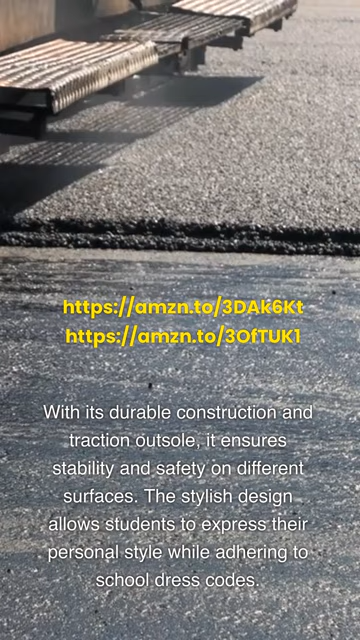 https://amzn.to/3DAk6Kt
https://amzn.to/3OfTUK1
With its durable construction and
traction outsole, it ensures
stability and safety on different
surfaces. The stylish design
allows students to express their
personal style while adhering to
school dress codes.